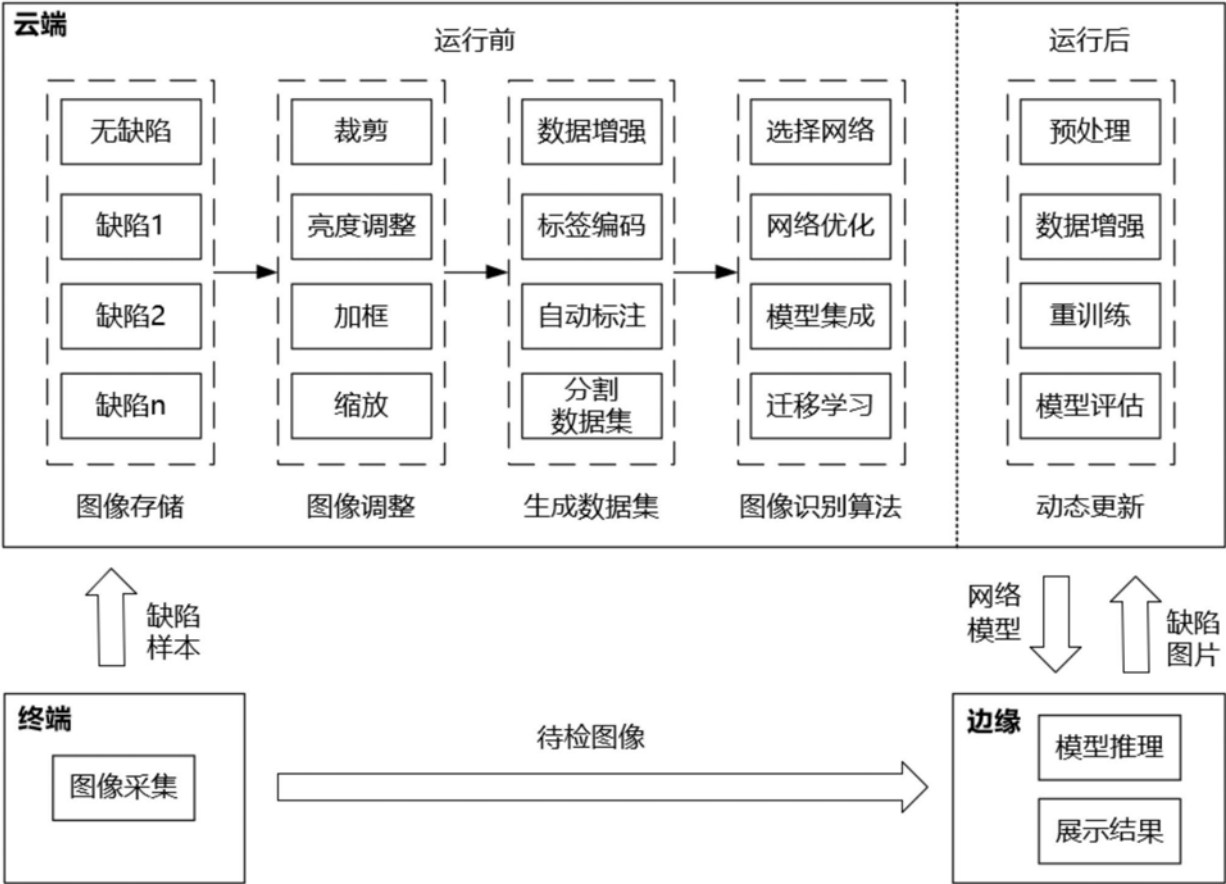 云端
运行前
运行后
无缺陷
缺陷1
缺陷2
缺陷n
图像存储
裁剪
亮度调整
加框
缩放
图像调整
数据增强
标签编码
自动标注
分割
数据集
生成数据集
选择网络
网络优化
模型集成
迁移学习
图像识别算法
预处理
数据增强
重训练
模型评估
动态更新
缺陷
样本
网络
模型
缺陷
图片
终端
图像采集
待检图像
边缘
模型推理
展示结果